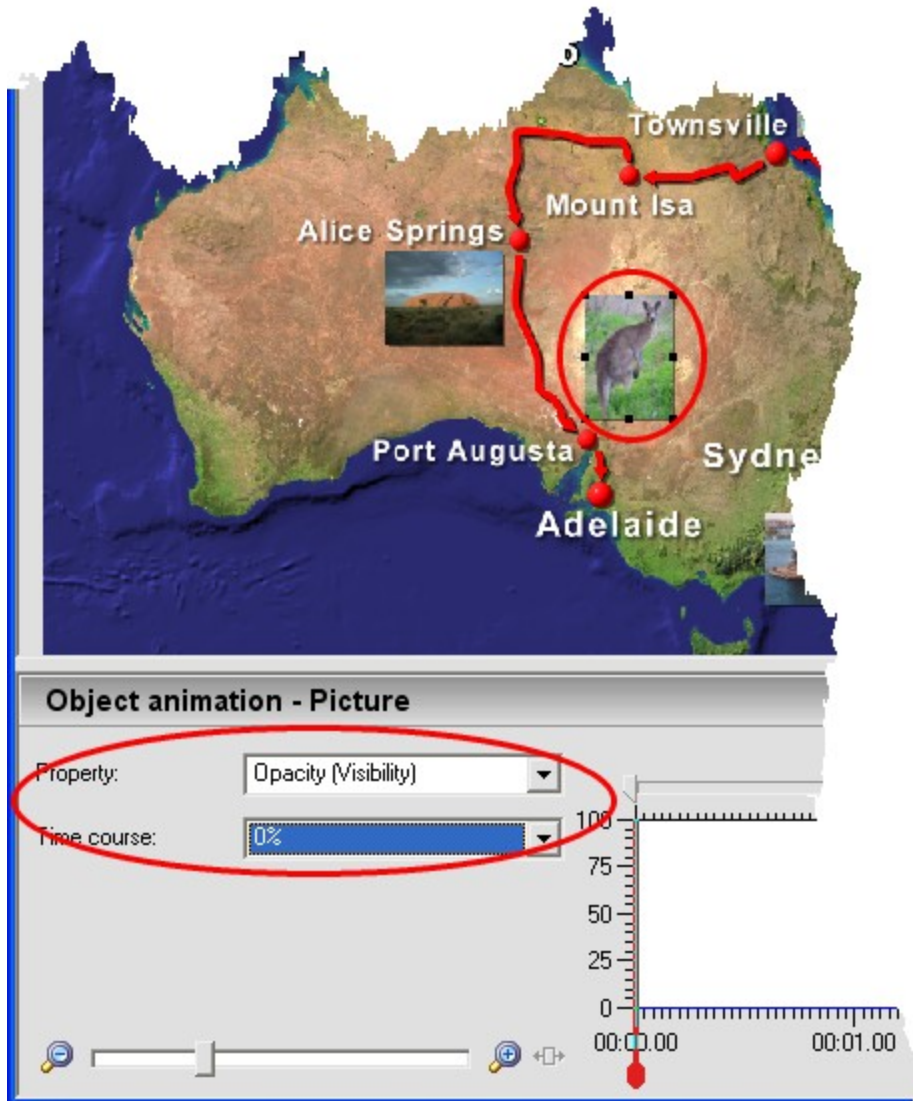 Townsville
Mount Isa
Alice Springs
Port Augusta
Sydne
Adelaide
Object animation - Picture
Property:
Opacity (Visibility)
Time course:
0%
100
75
50
25
0
00:00.00
00:01.00